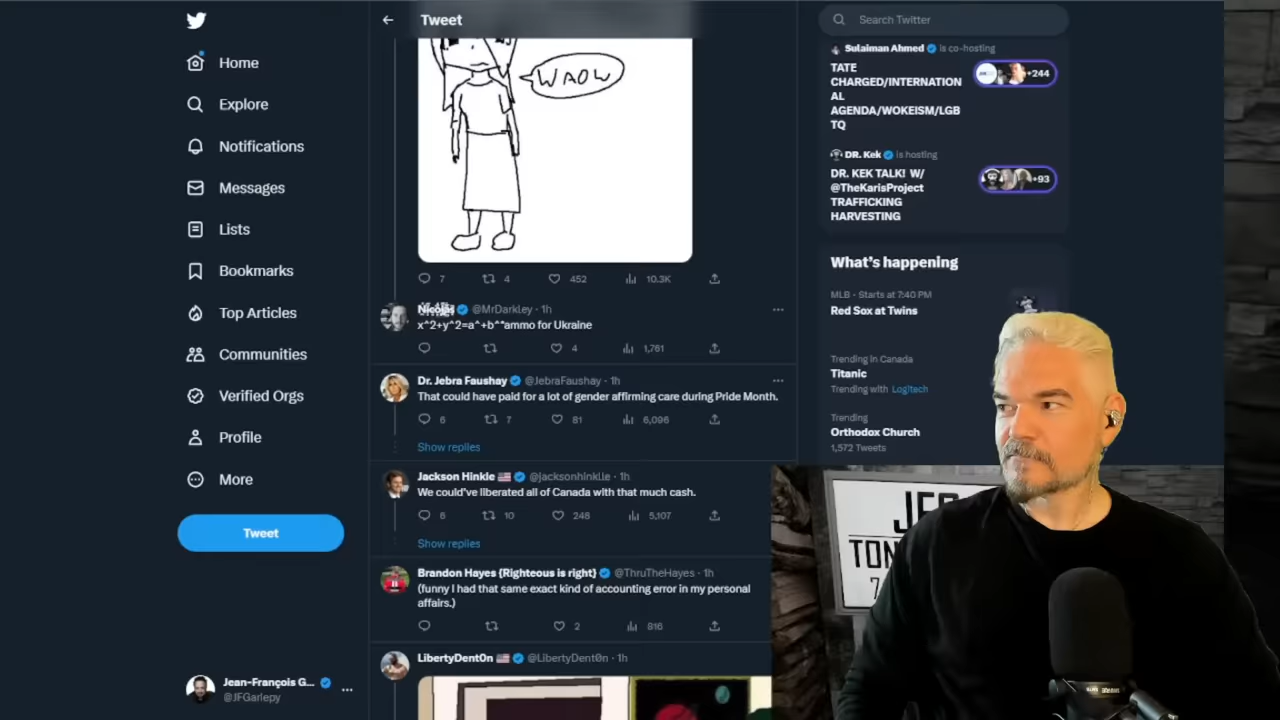 Tweet
Search Twitter
Home
Explore
Notifications
Messages
Lists
Bookmarks
Top Articles
Communities
Verified Orgs
Profile
More
Tweet
Jean-François G...
@JFGariepy
WAOW
7 4 452 10.3K
Nicolas @MrDarkley · 1h
x^2+y^2=a^+b^*ammo for Ukraine
4 1,761
Dr. Jebra Faushay @JebraFaushay · 1h
That could have paid for a lot of gender affirming care during Pride Month.
6 7 81 6,096
Show replies
Jackson Hinkle @jacksonhinklle · 1h
We could've liberated all of Canada with that much cash.
6 10 246 5,107
Show replies
Brandon Hayes {Righteous is right} @ThruTheHayes · 1h
(funny I had that same exact kind of accounting error in my personal
affairs.)
2 816
LibertyDent0n @LibertyDent0n · 1h
Sulaiman Ahmed is co-hosting
TATE
CHARGED/INTERNATION
AL
AGENDA/WOKEISM/LGB
TQ
+244
DR. Kek is hosting
DR. KEK TALK! W/
@TheKarisProject
TRAFFICKING
HARVESTING
+93
What's happening
MLB · Starts at 7:40 PM
Red Sox at Twins
Trending in Canada
Titanic
Trending with Logitech
Trending
Orthodox Church
1,572 Tweets